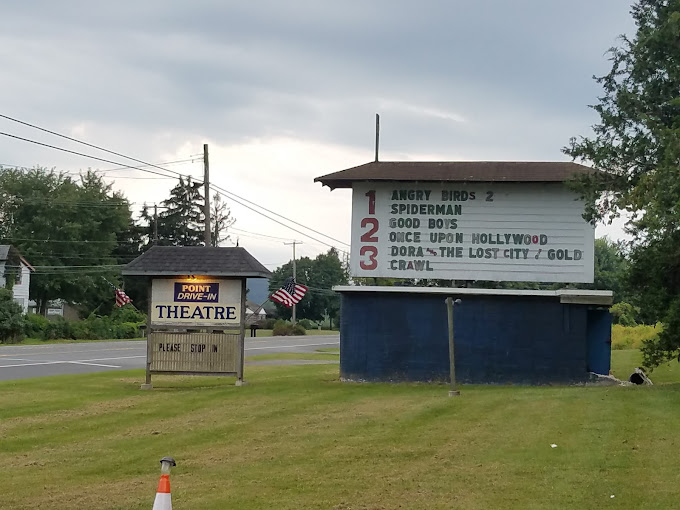 POINT
DRIVE-IN
THEATRE
PLEASE STOP IN
1 ANGRY BIRDS 2
SPIDERMAN
2 GOOD BOYS
ONCE UPON HOLLYWOOD
3 DORA THE LOST CITY / GOLD
CRAWL